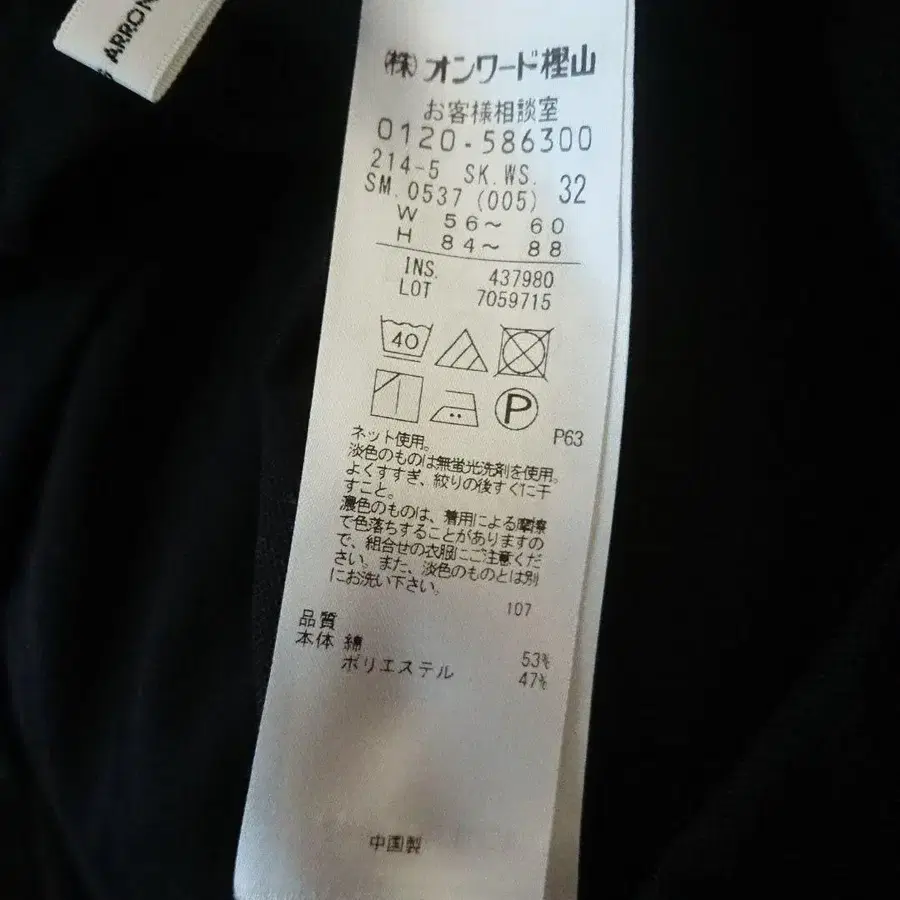 ARRON
(株)オンワード樫山
お客様相談室
0120-586300
214-5 SK.WS. 32
SM.0537 (005)
W 56～ 60
H 84～ 88
INS. 437980
LOT 7059715
40
P
P63
ネット使用。
淡色のものは無蛍光洗剤を使用。
よくすすぎ、絞りの後すぐに干
すこと。
濃色のものは、着用による摩擦
で色落ちすることがありますの
で、組合せの衣服にご注意くだ
さい。また、淡色のものとは別
にお洗い下さい。
107
品質
本体 綿 53%
ポリエステル 47%
中国製